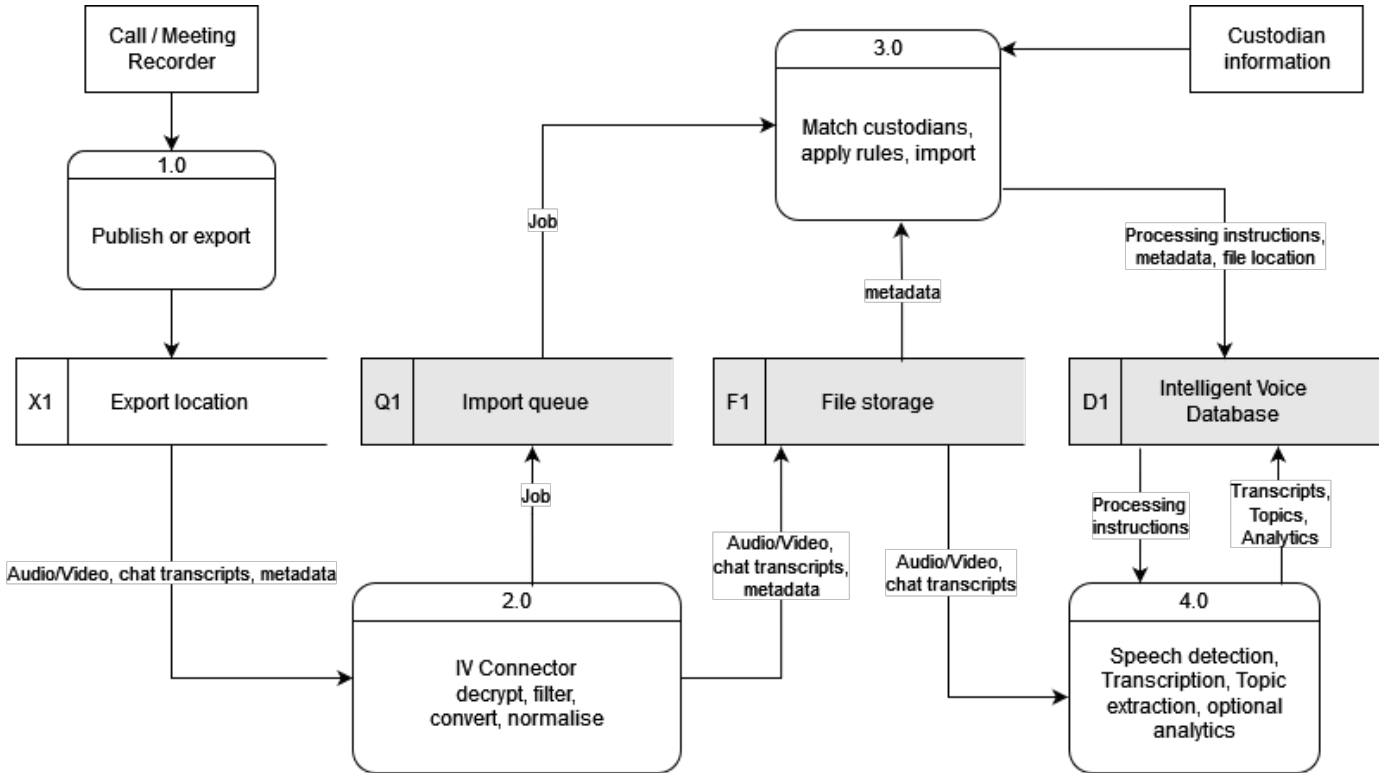 Call / Meeting
Recorder
3.0
Match custodians,
apply rules, import
Custodian
information
1.0
Publish or export
Job
Processing instructions,
metadata, file location
metadata
X1
Export location
Q1
Import queue
F1
File storage
D1
Intelligent Voice
Database
Job
Processing
instructions
Transcripts,
Topics,
Analytics
Audio/Video,
chat transcripts,
metadata
Audio/Video,
chat transcripts
Audio/Video, chat transcripts, metadata
2.0
IV Connector
decrypt, filter,
convert, normalise
4.0
Speech detection,
Transcription, Topic
extraction, optional
analytics